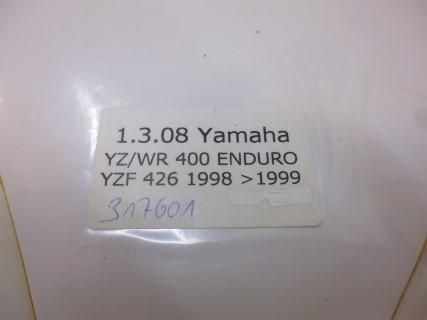 1.3.08 Yamaha
YZ/WR 400 ENDURO
YZF 426 1998 >1999
317601